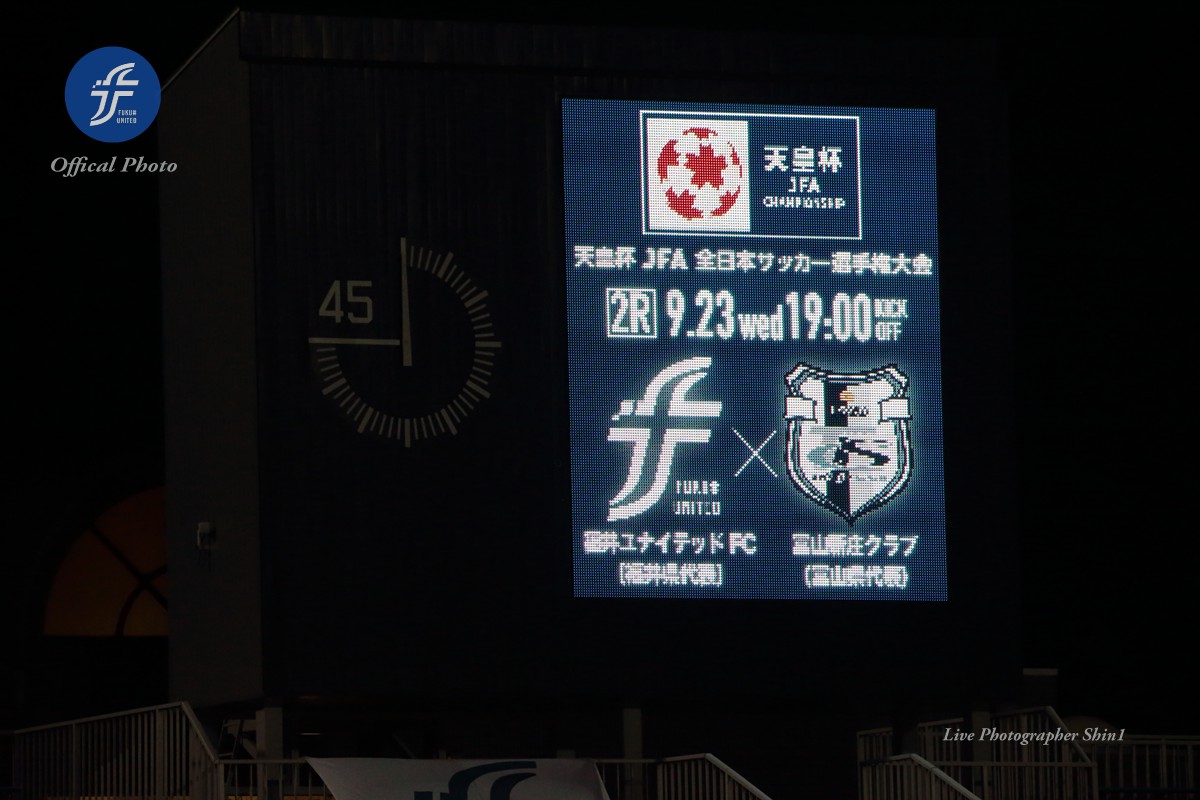 FUKUI
UNITED
Offical Photo
45
天皇杯
JFA
CHAMPIONSHIP
天皇杯 JFA 全日本サッカー選手権大会
2R 9.23 wed 19:00 KICK OFF
FUKUI
UNITED
福井ユナイテッドFC
[福井県代表]
×
富山新庄クラブ
[富山県代表]
Live Photographer Shin1